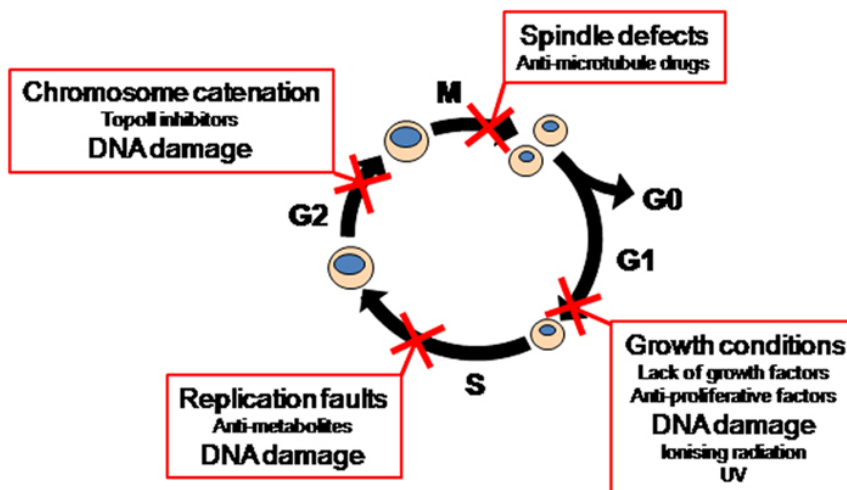 Spindle defects
Anti-microtubule drugs
Chromosome catenation
TopoII inhibitors
DNA damage
M
G2
G0
G1
S
Growth conditions
Lack of growth factors
Anti-proliferative factors
DNA damage
Ionising radiation
UV
Replication faults
Anti-metabolites
DNA damage